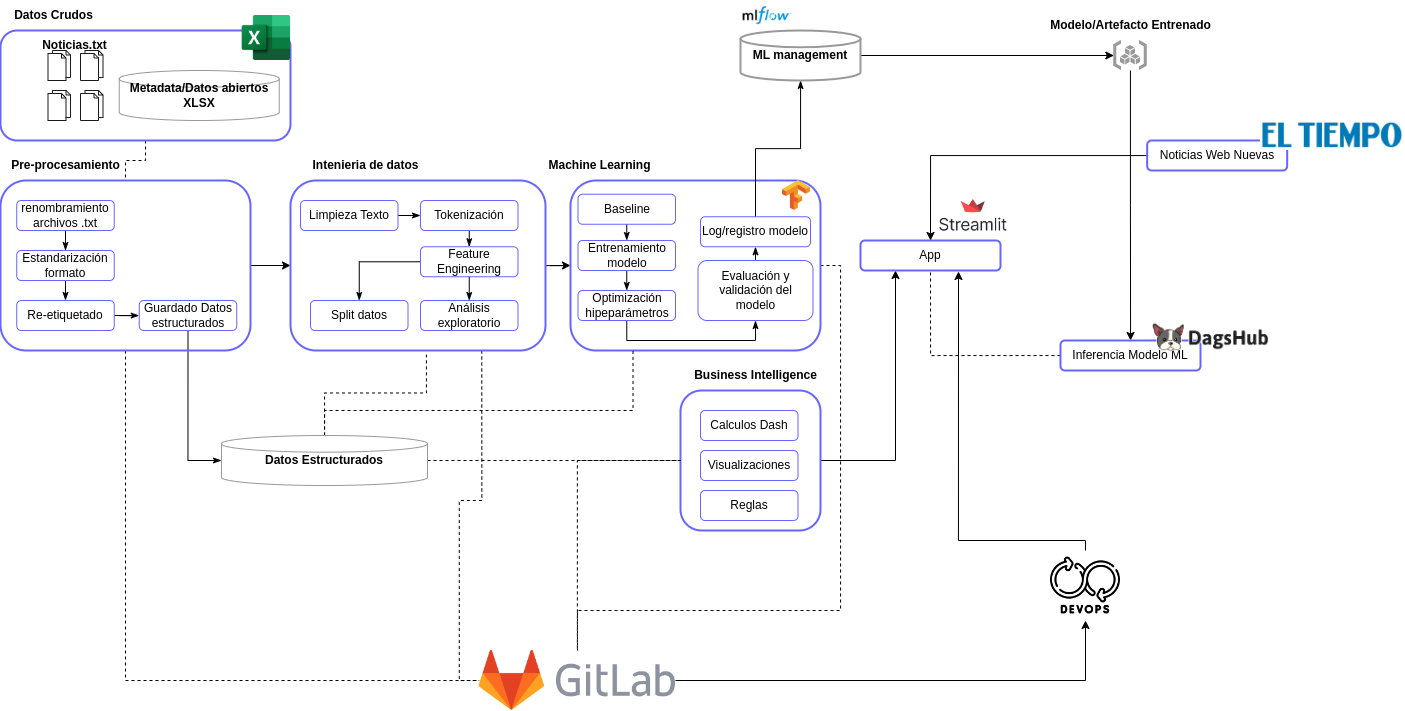 Datos Crudos
Noticias.txt
X
Metadata/Datos abiertos
XLSX
mlflow
ML management
Modelo/Artefacto Entrenado
EL TIEMPO
Noticias Web Nuevas
Pre-procesamiento
renombramiento
archivos .txt
Estandarización
formato
Re-etiquetado
Guardado Datos
estructurados
Intenieria de datos
Limpieza Texto
Tokenización
Feature
Engineering
Split datos
Análisis
exploratorio
Machine Learning
Baseline
Entrenamiento
modelo
Optimización
hipeparámetros
Log/registro modelo
Evaluación y
validación del
modelo
Streamlit
App
DagsHub
Inferencia Modelo ML
Business Intelligence
Calculos Dash
Visualizaciones
Reglas
Datos Estructurados
DEVOPS
GitLab